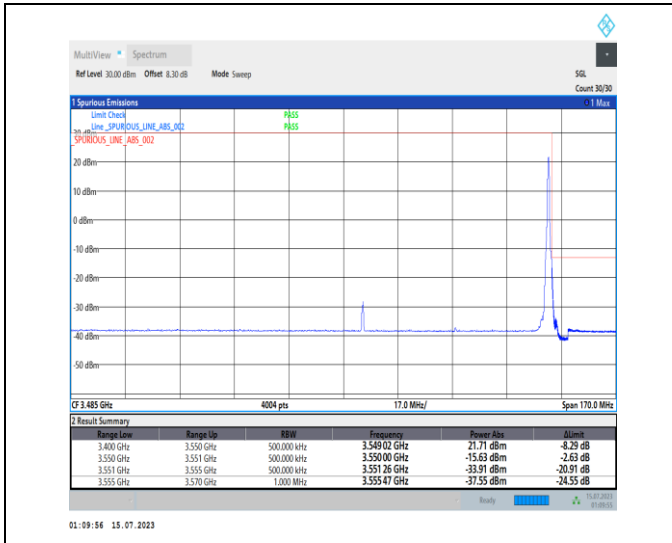 MultiView Spectrum
Ref Level 30.00 dBm Offset 8.30 dB Mode Sweep SGL
Count 30/30
1 Spurious Emissions 1 Max
Limit Check PASS
Line _SPURIOUS_LINE_ABS_002 PASS
30 dBm
_SPURIOUS_LINE_ABS_002
20 dBm
10 dBm
0 dBm
-10 dBm
-20 dBm
-30 dBm
-40 dBm
-50 dBm
CF 3.485 GHz 4004 pts 17.0 MHz/ Span 170.0 MHz
2 Result Summary
Range Low Range Up RBW Frequency Power Abs ΔLimit
3.400 GHz 3.550 GHz 500.000 kHz 3.549 02 GHz 21.71 dBm -8.29 dB
3.550 GHz 3.551 GHz 500.000 kHz 3.550 00 GHz -15.63 dBm -2.63 dB
3.551 GHz 3.555 GHz 500.000 kHz 3.551 26 GHz -33.91 dBm -20.91 dB
3.555 GHz 3.570 GHz 1.000 MHz 3.555 47 GHz -37.55 dBm -24.55 dB
Ready 15.07.2023
01:09:55
01:09:56 15.07.2023